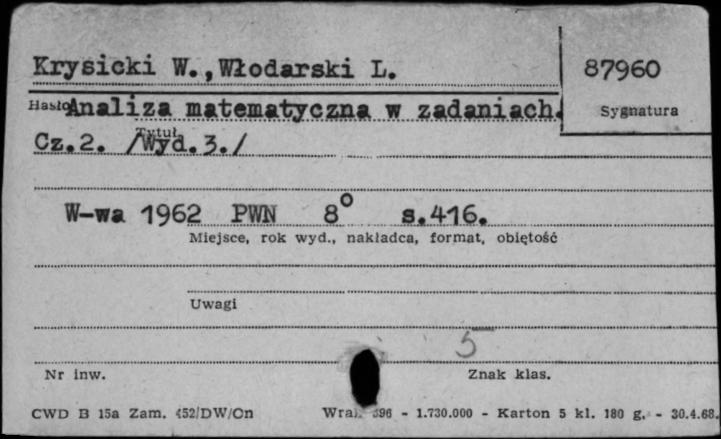 Krysicki W.,Włodarski L.
87960
Hasło Analiza matematyczna w zadaniach.
Sygnatura
Tytuł
Cz.2. /Wyd.3./
W-wa 1962 PWN 8° s.416.
Miejsce, rok wyd., nakładca, format, objętość
Uwagi
5
Nr inw. Znak klas.
CWD B 15a Zam. 452/DW/Cn - 1.730.000 - Karton 5 kl. 180 g. - 30.4.68.